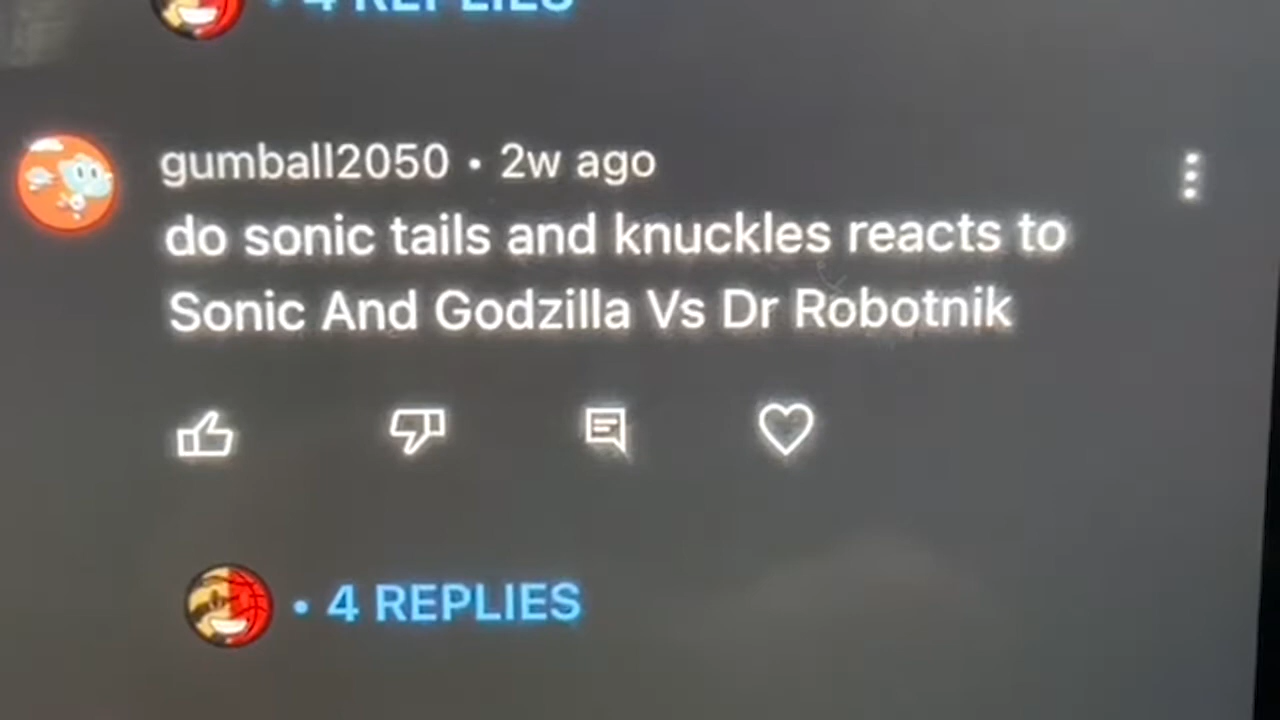 • 4 REPLIES
gumball2050 • 2w ago
do sonic tails and knuckles reacts to
Sonic And Godzilla Vs Dr Robotnik
• 4 REPLIES